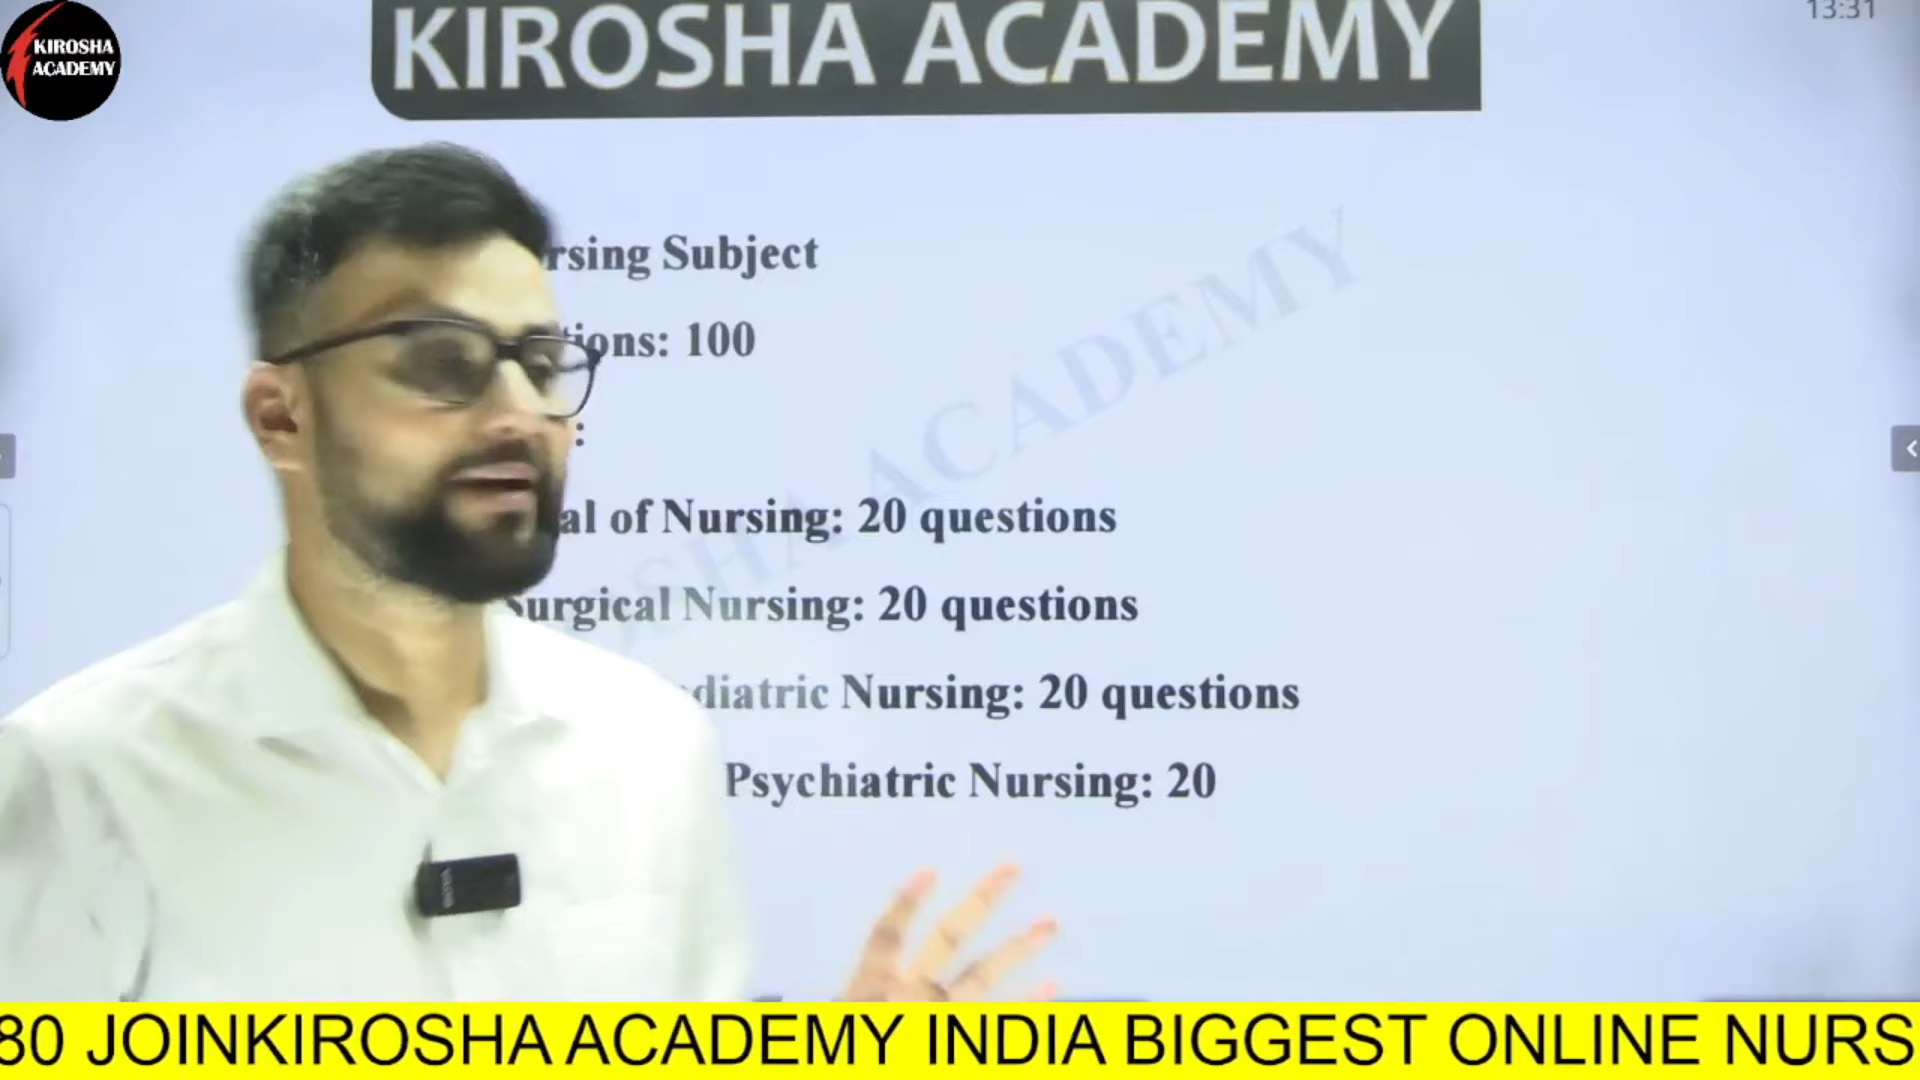 KIROSHA
ACADEMY
KIROSHA ACADEMY
13:31
rsing Subject
tions: 100
:
al of Nursing: 20 questions
Surgical Nursing: 20 questions
diatric Nursing: 20 questions
Psychiatric Nursing: 20
OSHA ACADEMY
80 JOINKIROSHA ACADEMY INDIA BIGGEST ONLINE NURS